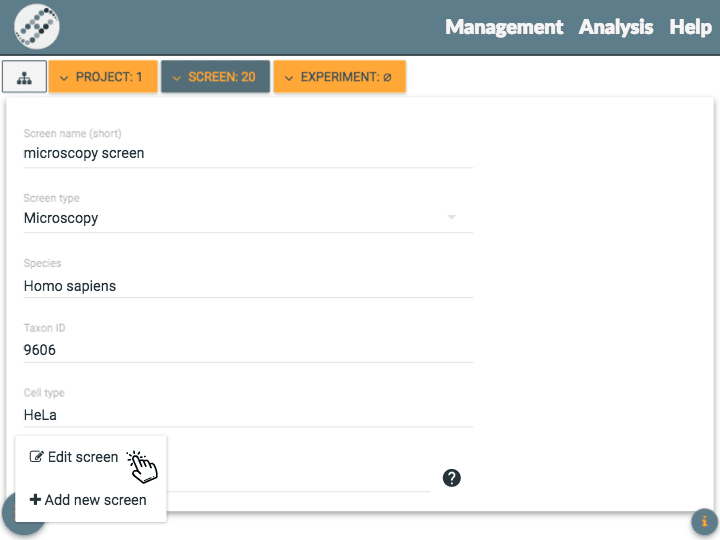 Management Analysis Help
PROJECT: 1 SCREEN: 20 EXPERIMENT: ∅
Screen name (short)
microscopy screen
Screen type
Microscopy
Species
Homo sapiens
Taxon ID
9606
Cell type
HeLa
Edit screen
?
Add new screen
i